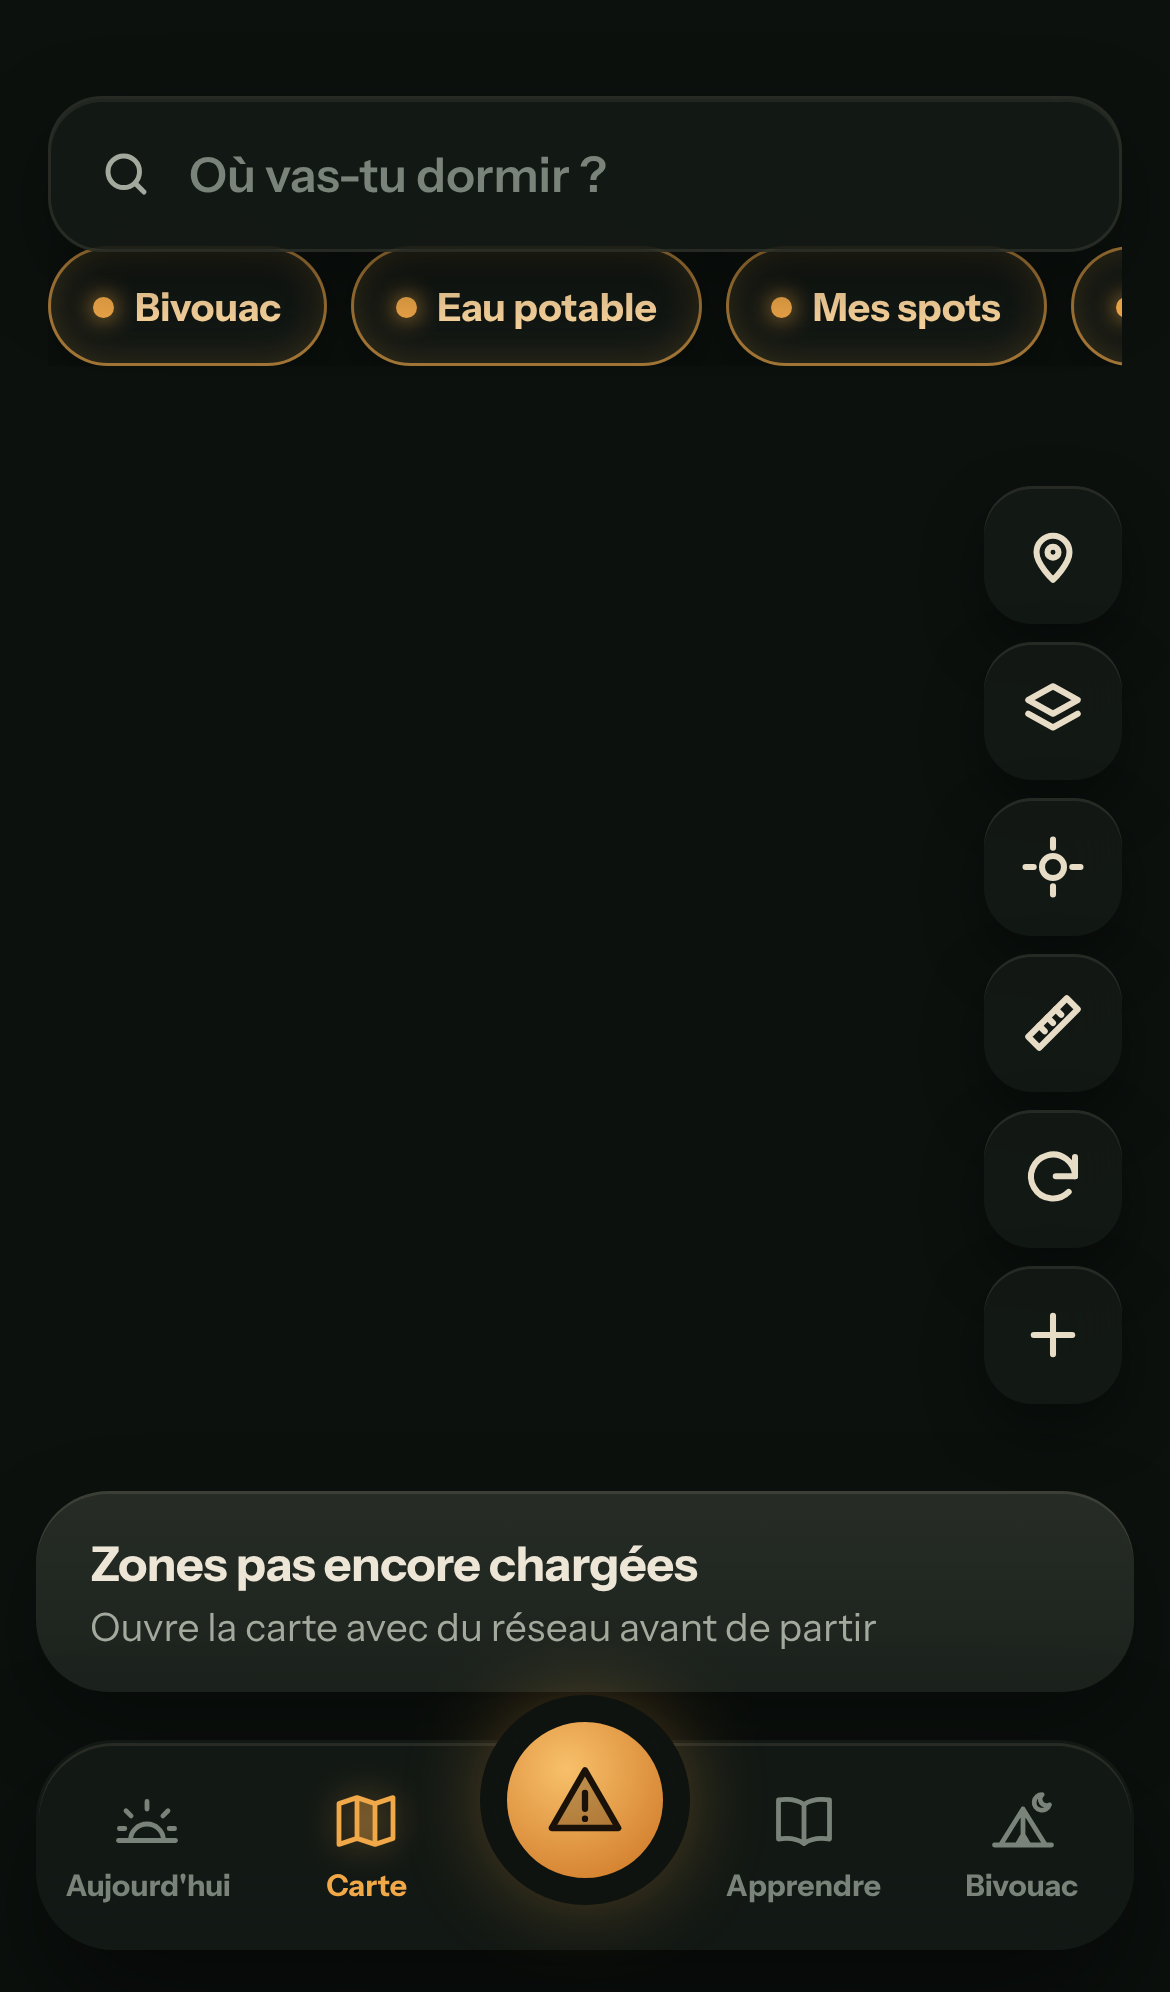 Où vas-tu dormir ?
Bivouac
Eau potable
Mes spots
Zones pas encore chargées
Ouvre la carte avec du réseau avant de partir
Aujourd'hui
Carte
Apprendre
Bivouac